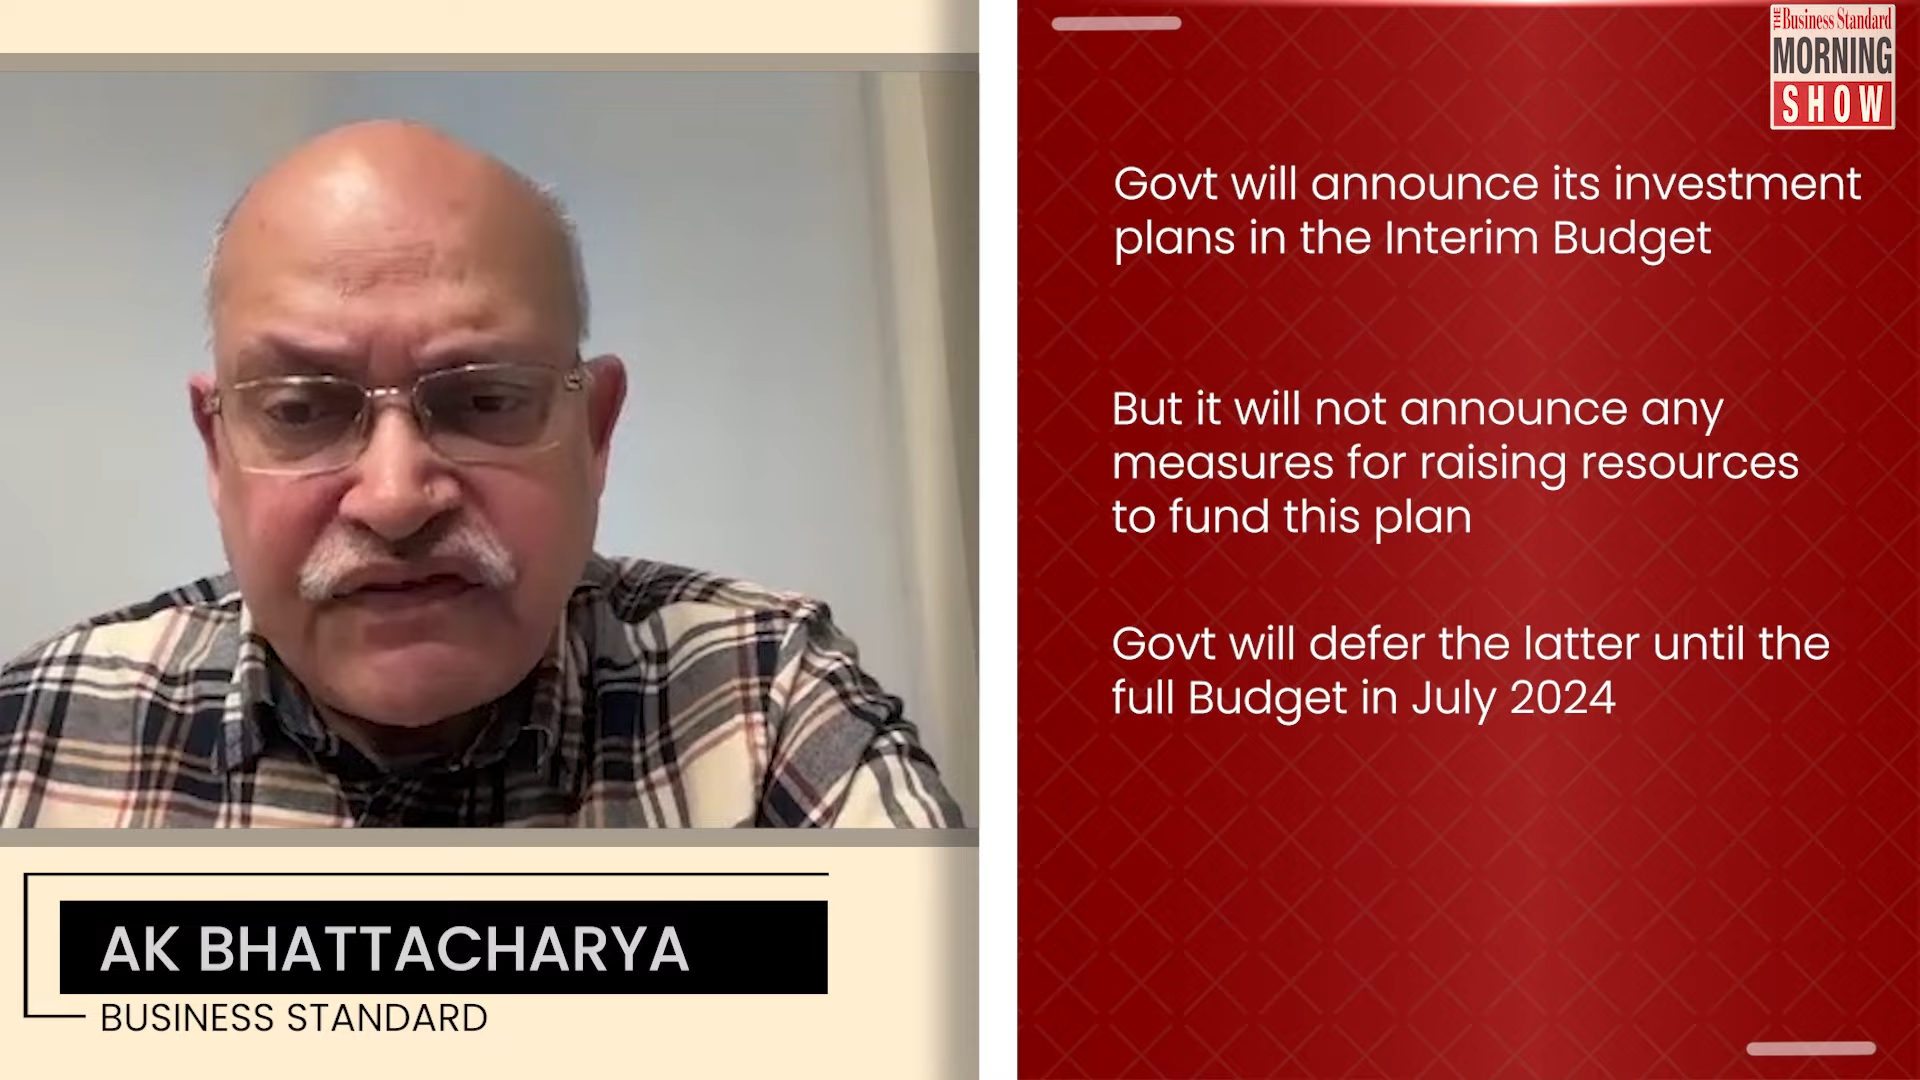 THE Business Standard
MORNING
SHOW
Govt will announce its investment
plans in the Interim Budget
But it will not announce any
measures for raising resources
to fund this plan
Govt will defer the latter until the
full Budget in July 2024
AK BHATTACHARYA
BUSINESS STANDARD